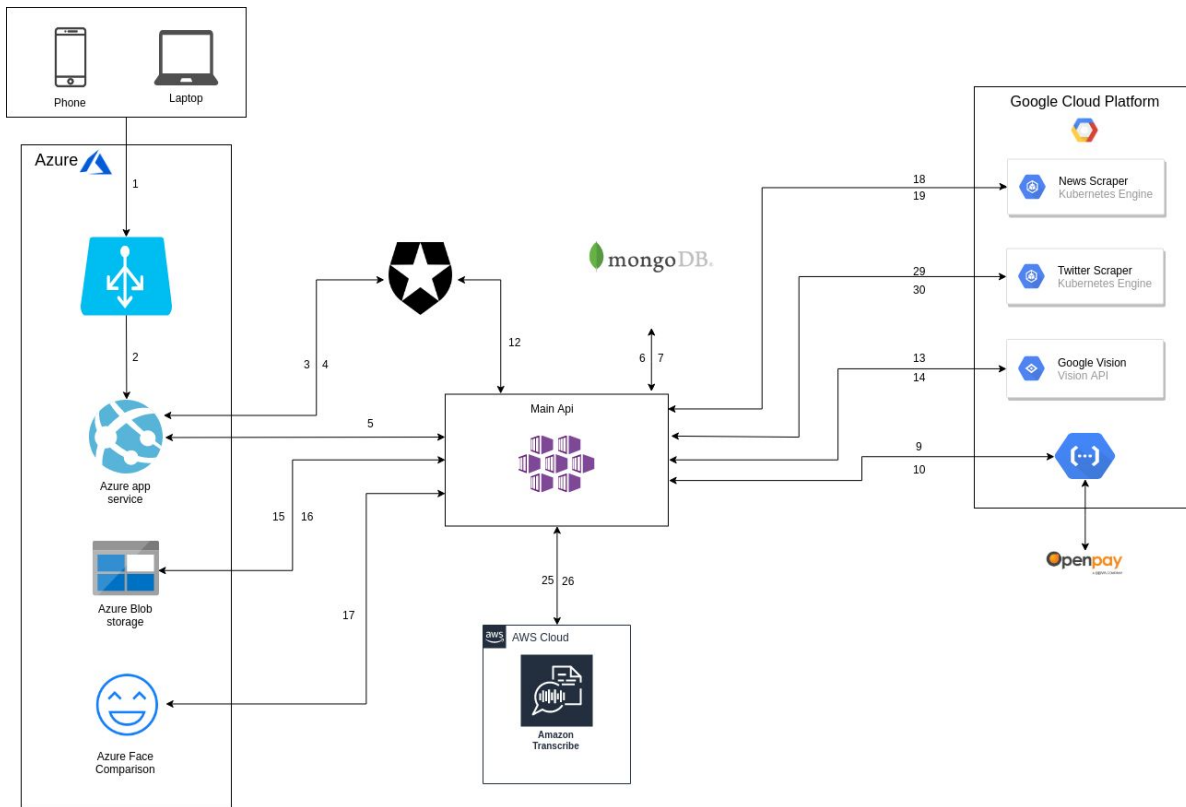 Phone
Laptop
Azure
1
2
Azure app
service
Azure Blob
storage
Azure Face
Comparison
3 4
5
15 16
17
12
mongoDB.
6 7
Main Api
25 26
aws
AWS Cloud
Amazon
Transcribe
18
19
29
30
13
14
9
10
Google Cloud Platform
News Scraper
Kubernetes Engine
Twitter Scraper
Kubernetes Engine
Google Vision
Vision API
Openpay